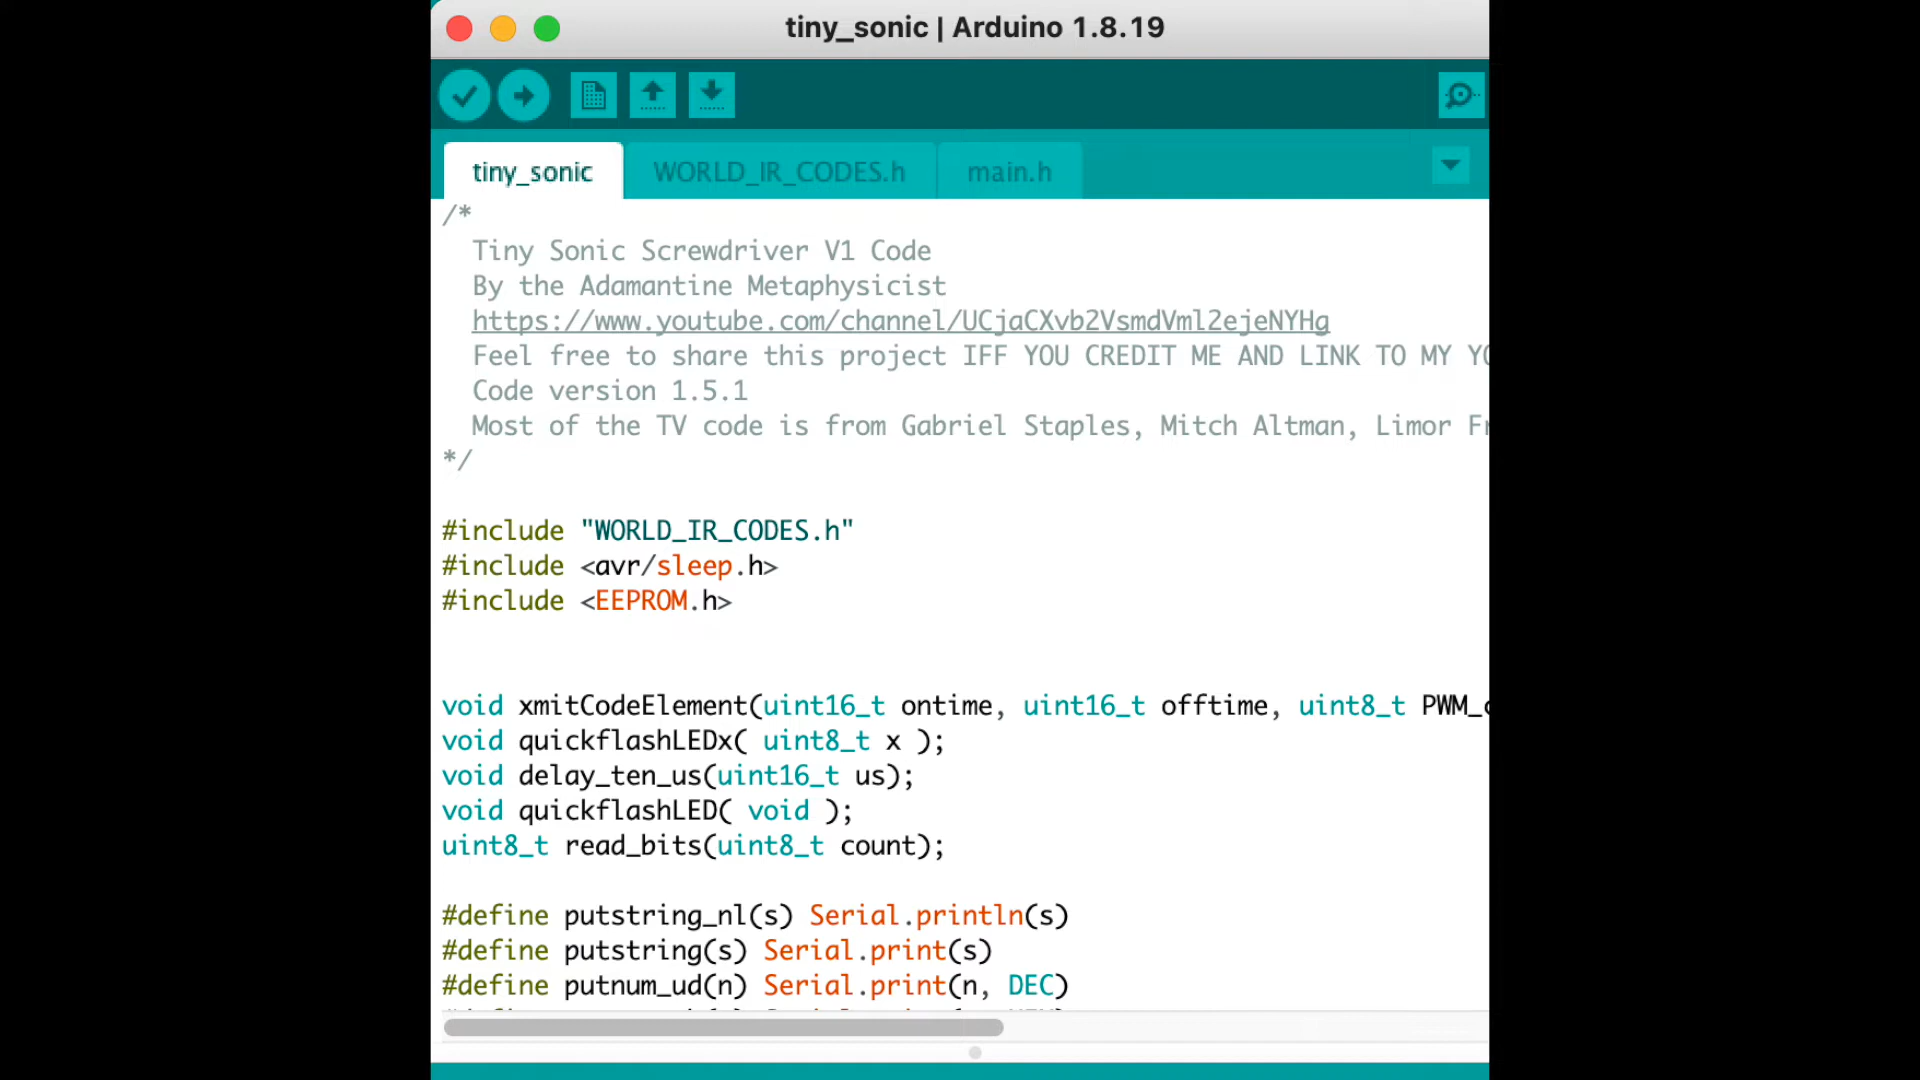 tiny_sonic | Arduino 1.8.19
tiny_sonic WORLD_IR_CODES.h main.h
/*
Tiny Sonic Screwdriver V1 Code
By the Adamantine Metaphysicist
https://www.youtube.com/channel/UCjaCXvb2VsmdVml2ejeNYHg
Feel free to share this project IFF YOU CREDIT ME AND LINK TO MY
Code version 1.5.1
Most of the TV code is from Gabriel Staples, Mitch Altman, Limor
*/
#include "WORLD_IR_CODES.h"
#include <avr/sleep.h>
#include <EEPROM.h>
void xmitCodeElement(uint16_t ontime, uint16_t offtime, uint8_t
void quickflashLEDx( uint8_t x );
void delay_ten_us(uint16_t us);
void quickflashLED( void );
uint8_t read_bits(uint8_t count);
#define putstring_nl(s) Serial.println(s)
#define putstring(s) Serial.print(s)
#define putnum_ud(n) Serial.print(n, DEC)